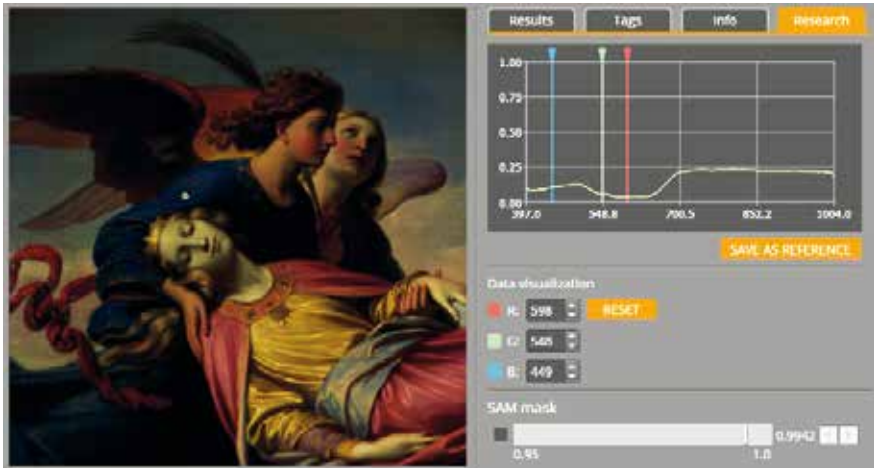 Results Tags Info Research
1.00
0.75
0.50
0.25
0.00
397.0 548.8 700.5 852.2 1004.0
SAVE AS REFERENCE
Data visualization
R: 598 RESET
G: 548
B: 449
SAM mask
0.9942
0.95 1.0